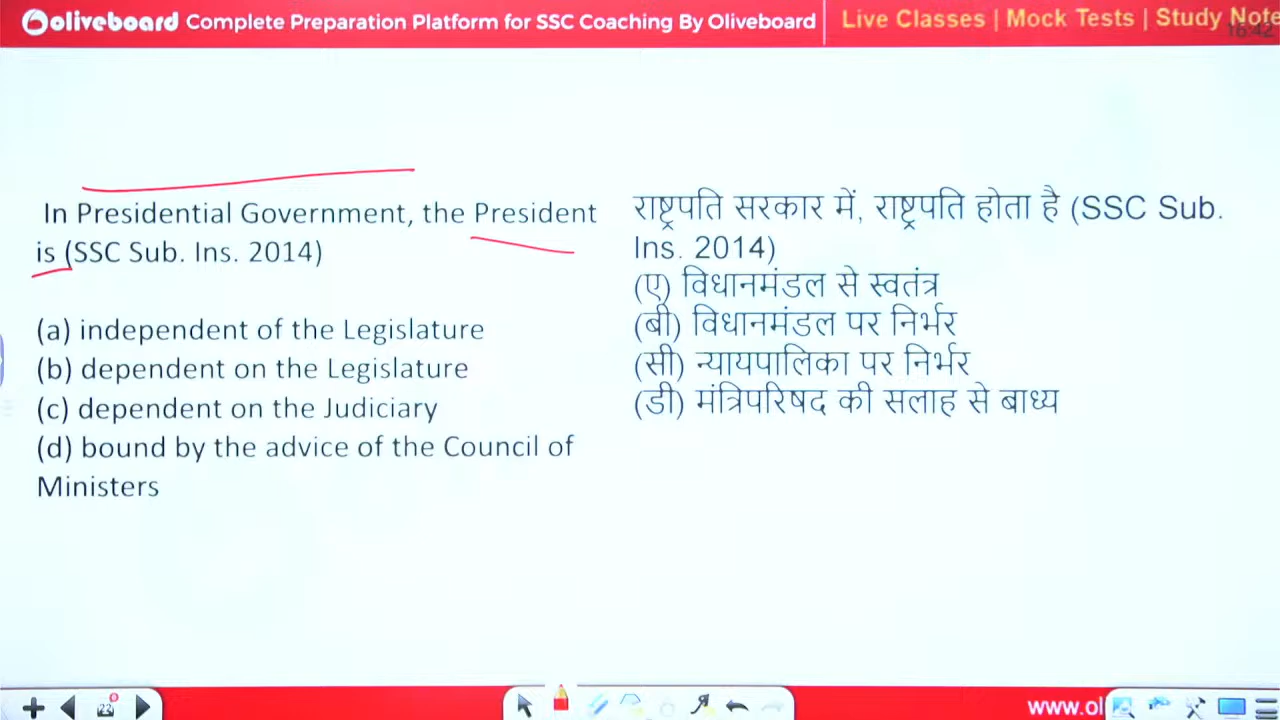 oliveboard Complete Preparation Platform for SSC Coaching By Oliveboard Live Classes | Mock Tests | Study Note
16:42
In Presidential Government, the President
is (SSC Sub. Ins. 2014)
(a) independent of the Legislature
(b) dependent on the Legislature
(c) dependent on the Judiciary
(d) bound by the advice of the Council of
Ministers
राष्ट्रपति सरकार में, राष्ट्रपति होता है (SSC Sub.
Ins. 2014)
(ए) विधानमंडल से स्वतंत्र
(बी) विधानमंडल पर निर्भर
(सी) न्यायपालिका पर निर्भर
(डी) मंत्रिपरिषद की सलाह से बाध्य
23
www.ol